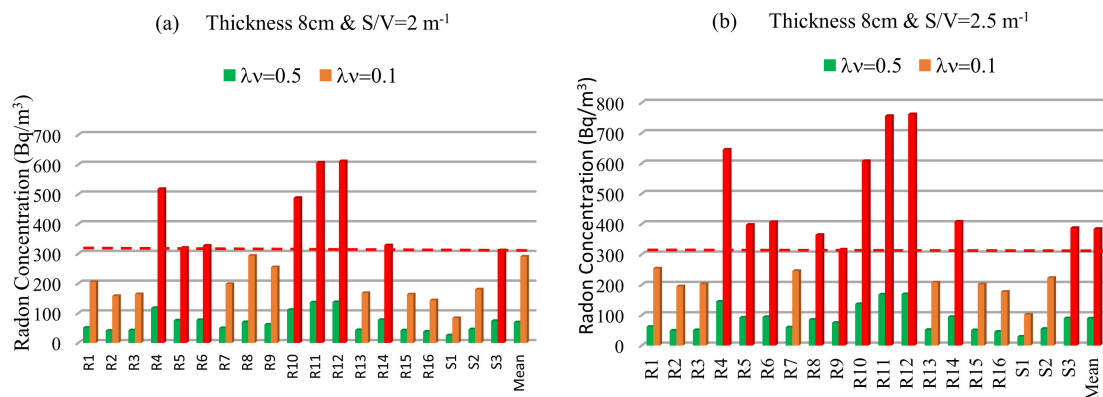 (a) Thickness 8cm & S/V=2 m-1
λν=0.5 λν=0.1
Radon Concentration (Bq/m3)
700
600
500
400
300
200
100
0
R1 R2 R3 R4 R5 R6 R7 R8 R9 R10 R11 R12 R13 R14 R15 R16 S1 S2 S3 Mean
(b) Thickness 8cm & S/V=2.5 m-1
λν=0.5 λν=0.1
Radon Concentration (Bq/m3)
800
700
600
500
400
300
200
100
0
R1 R2 R3 R4 R5 R6 R7 R8 R9 R10 R11 R12 R13 R14 R15 R16 S1 S2 S3 Mean